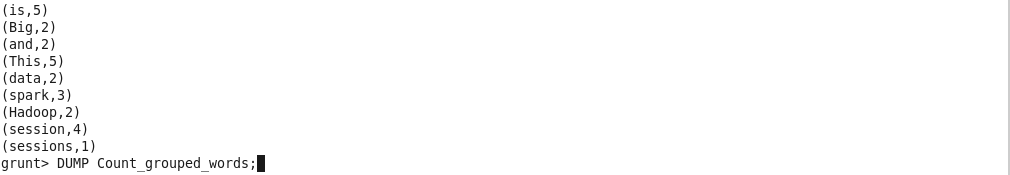 (is,5)
(Big,2)
(and,2)
(This,5)
(data,2)
(spark,3)
(Hadoop,2)
(session,4)
(sessions,1)
grunt> DUMP Count_grouped_words;